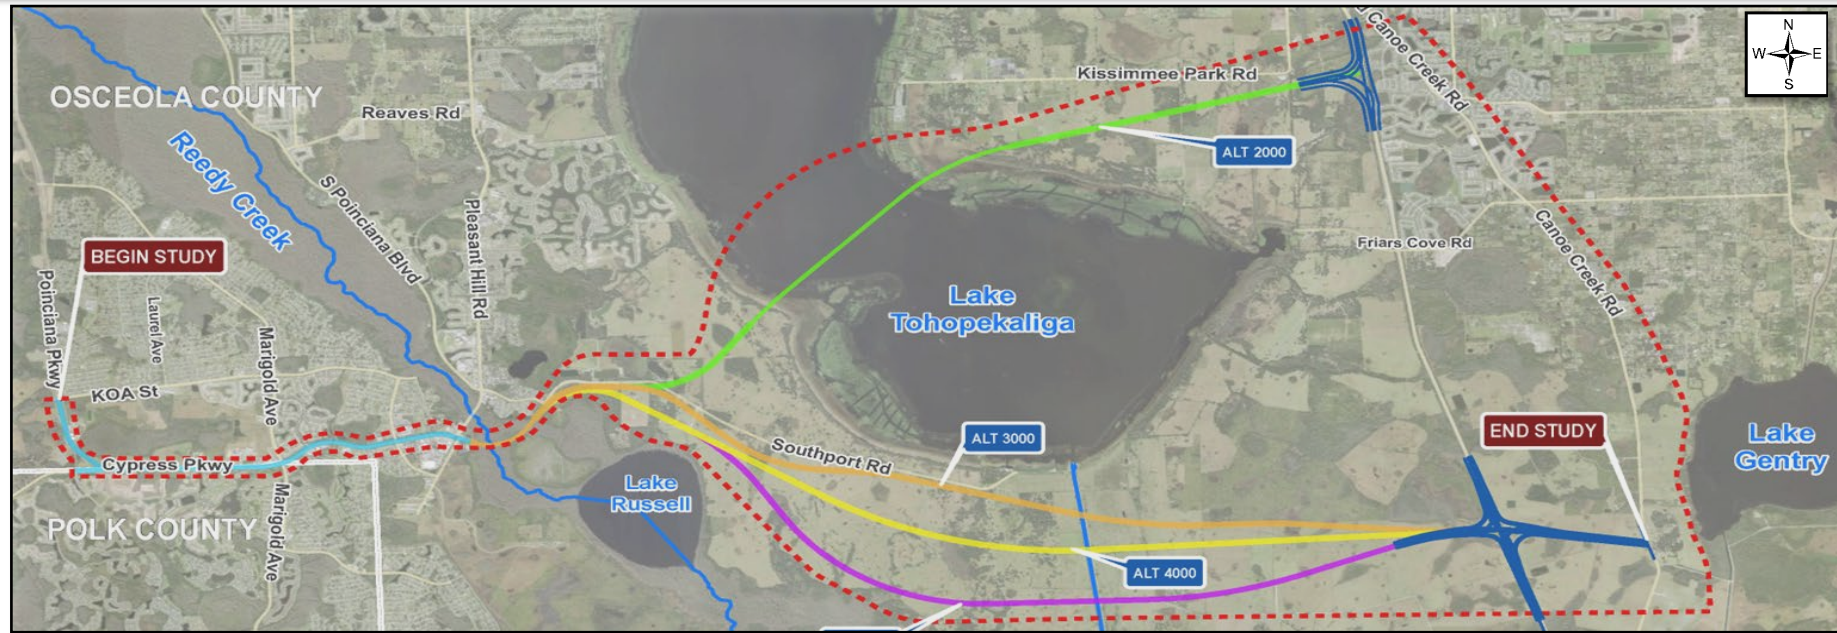 N
W E
S
Canoe Creek Rd
Kissimmee Park Rd
OSCEOLA COUNTY
Reaves Rd
Reedy Creek
ALT 2000
S Poinciana Blvd
Pleasant Hill Rd
Canoe Creek Rd
Friars Cove Rd
BEGIN STUDY
Poinciana Pkwy
Laurel Ave
Marigold Ave
Lake
Tohopekaliga
KOA St
END STUDY
ALT 3000
Southport Rd
Lake
Gentry
Cypress Pkwy
Lake
Russell
Marigold Ave
POLK COUNTY
ALT 4000